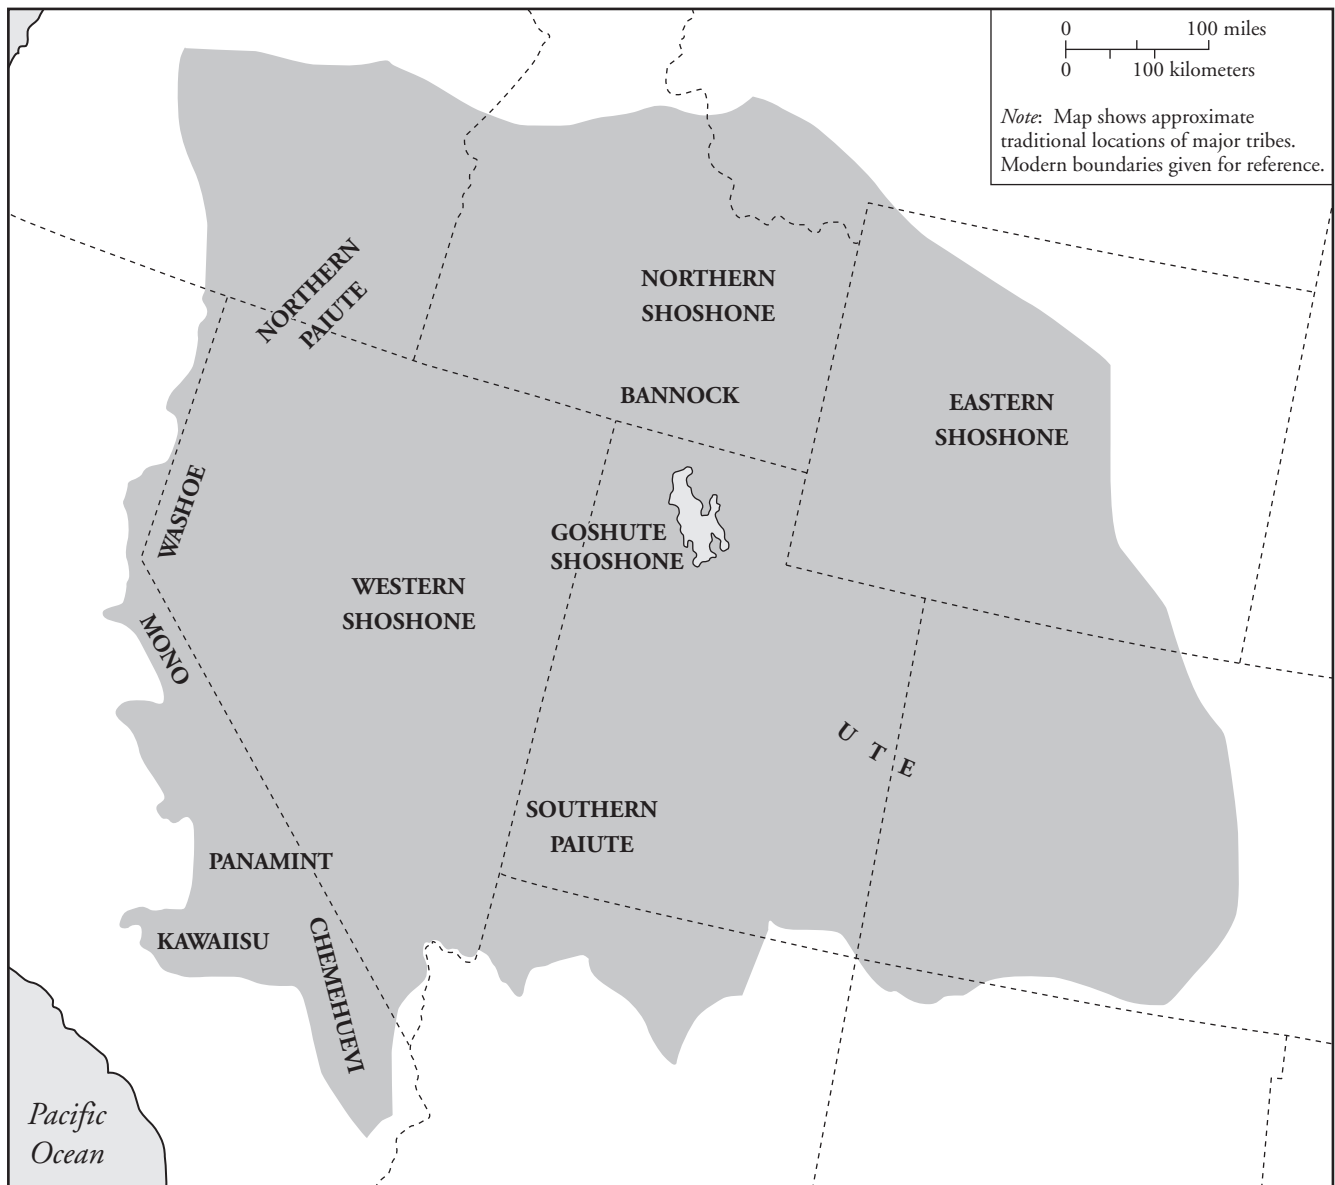 0 100 miles
0 100 kilometers
Note: Map shows approximate
traditional locations of major tribes.
Modern boundaries given for reference.
NORTHERN
PAIUTE
NORTHERN
SHOSHONE
BANNOCK
EASTERN
SHOSHONE
WASHOE
GOSHUTE
SHOSHONE
WESTERN
SHOSHONE
MONO
UTE
SOUTHERN
PAIUTE
PANAMINT
KAWAIISU
CHEMEHUEVI
Pacific
Ocean